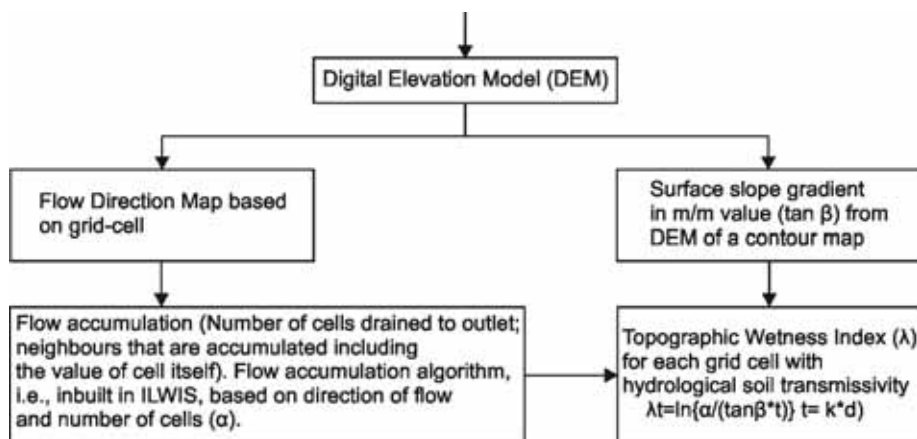 Digital Elevation Model (DEM)
Flow Direction Map based
on grid-cell
Surface slope gradient
in m/m value (tan β) from
DEM of a contour map
Flow accumulation (Number of cells drained to outlet;
neighbours that are accumulated including
the value of cell itself). Flow accumulation algorithm,
i.e., inbuilt in ILWIS, based on direction of flow
and number of cells (α).
Topographic Wetness Index (λ)
for each grid cell with
hydrological soil transmissivity
λt=ln{α/(tanβ*t)} t= k*d)